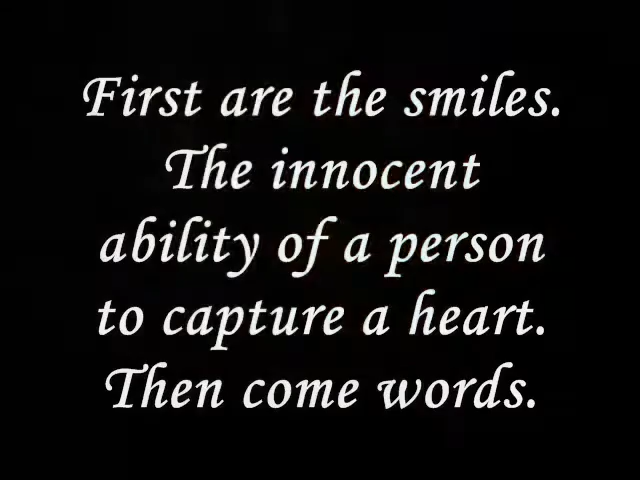 First are the smiles.
The innocent
ability of a person
to capture a heart.
Then come words.